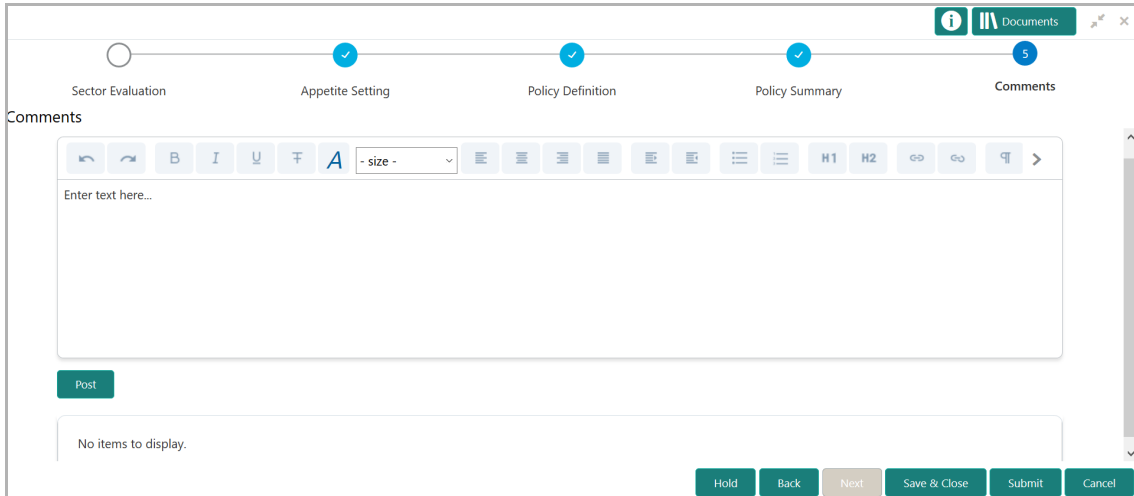 Documents
5
Sector Evaluation Appetite Setting Policy Definition Policy Summary Comments
Comments
B I U T A - size - H1 H2 ¶
Enter text here...
Post
No items to display.
Hold Back Next Save & Close Submit Cancel